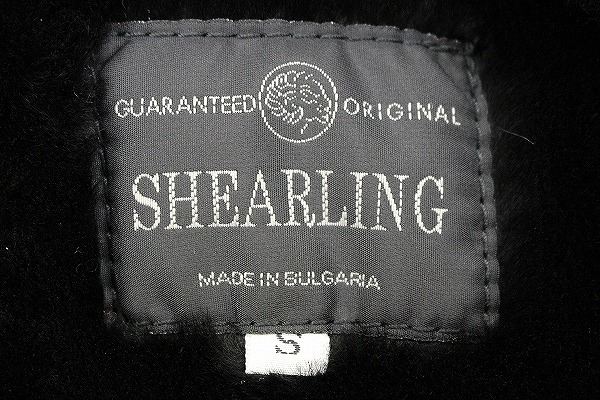 GUARANTEED ORIGINAL
SHEARLING
MADE IN BULGARIA
S